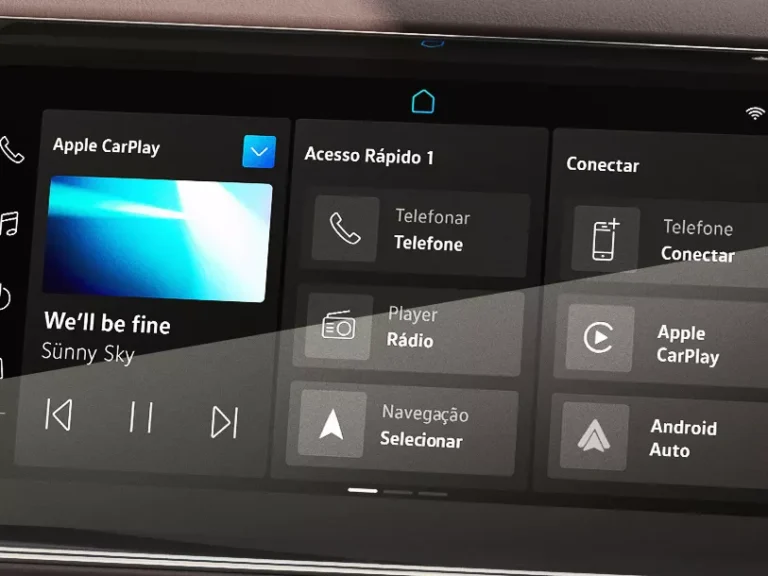 Apple CarPlay
We'll be fine
Sünny Sky
Acesso Rápido 1
Telefonar
Telefone
Player
Rádio
Navegação
Selecionar
Conectar
Telefone
Conectar
Apple
CarPlay
Android
Auto